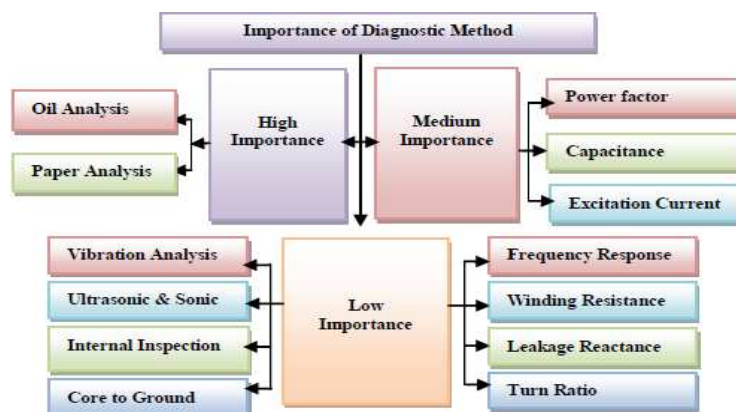 Importance of Diagnostic Method
Oil Analysis
Paper Analysis
High
Importance
Medium
Importance
Power factor
Capacitance
Excitation Current
Vibration Analysis
Ultrasonic & Sonic
Internal Inspection
Core to Ground
Low
Importance
Frequency Response
Winding Resistance
Leakage Reactance
Turn Ratio